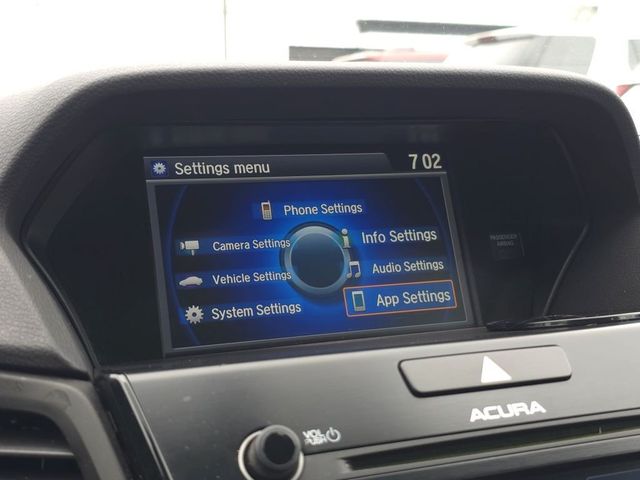 Settings menu
7 02
Phone Settings
Camera Settings
Info Settings
Vehicle Settings
Audio Settings
System Settings
App Settings
PASSENGER
AIRBAG
ACURA
VOL
PUSH